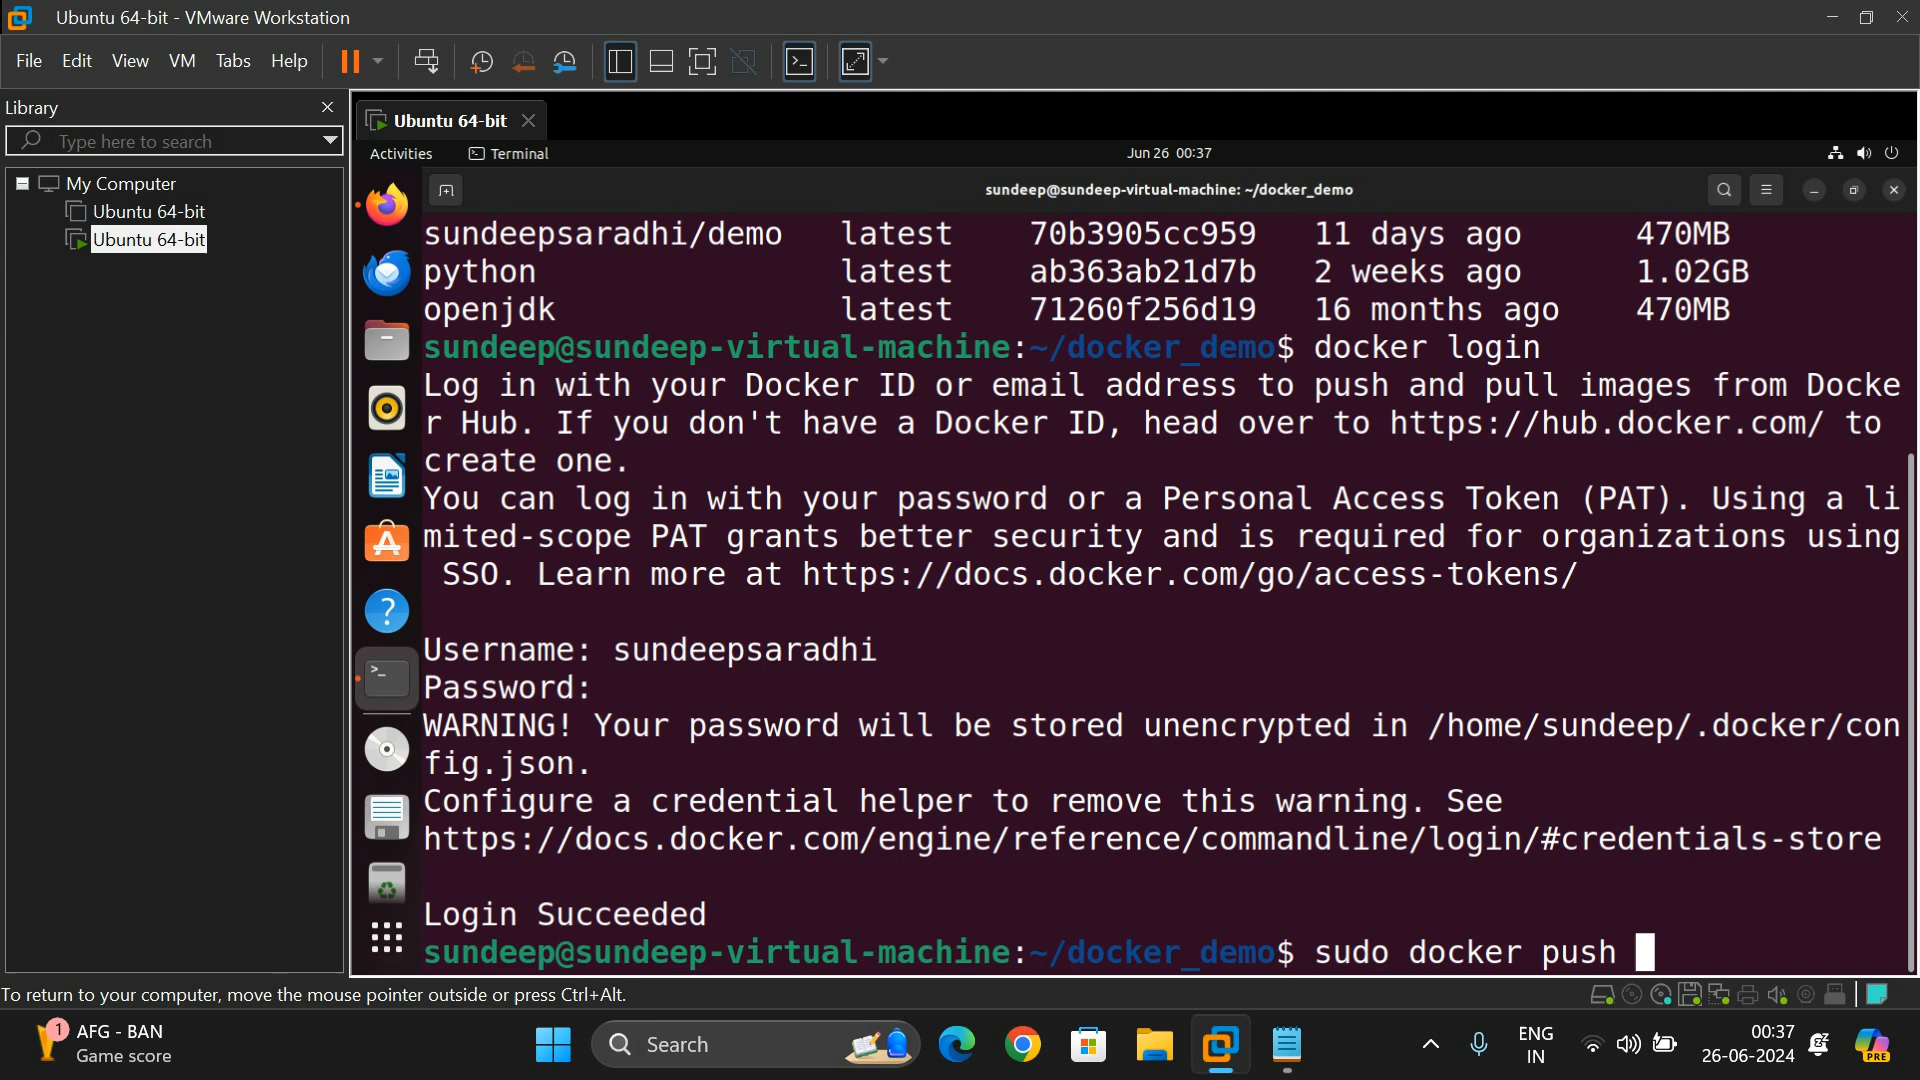 Ubuntu 64-bit - VMware Workstation
File Edit View VM Tabs Help
Library
Type here to search
My Computer
Ubuntu 64-bit
Ubuntu 64-bit
Ubuntu 64-bit
Activities Terminal Jun 26 00:37
sundeep@sundeep-virtual-machine: ~/docker_demo
sundeepsaradhi/demo latest 70b3905cc959 11 days ago 470MB
python latest ab363ab21d7b 2 weeks ago 1.02GB
openjdk latest 71260f256d19 16 months ago 470MB
sundeep@sundeep-virtual-machine:~/docker_demo$ docker login
Log in with your Docker ID or email address to push and pull images from Docke
r Hub. If you don't have a Docker ID, head over to https://hub.docker.com/ to
create one.
You can log in with your password or a Personal Access Token (PAT). Using a li
mited-scope PAT grants better security and is required for organizations using
SSO. Learn more at https://docs.docker.com/go/access-tokens/
Username: sundeepsaradhi
Password:
WARNING! Your password will be stored unencrypted in /home/sundeep/.docker/con
fig.json.
Configure a credential helper to remove this warning. See
https://docs.docker.com/engine/reference/commandline/login/#credentials-store
Login Succeeded
sundeep@sundeep-virtual-machine:~/docker_demo$ sudo docker push
To return to your computer, move the mouse pointer outside or press Ctrl+Alt.
1
AFG - BAN
Game score
Search
ENG
IN
00:37
26-06-2024
PRE